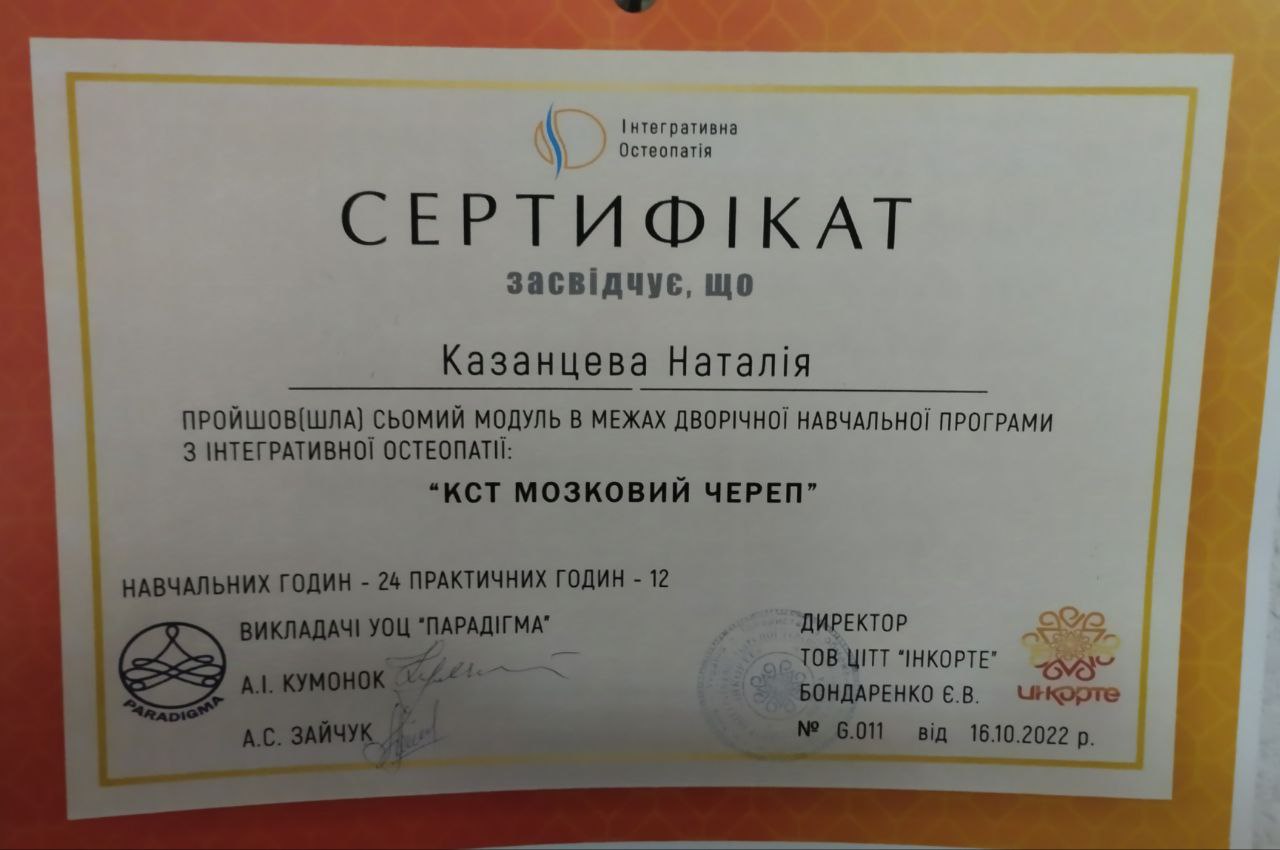 Інтегративна
Остеопатія
СЕРТИФІКАТ
засвідчує, що
Казанцева Наталія
ПРОЙШОВ(ШЛА) СЬОМИЙ МОДУЛЬ В МЕЖАХ ДВОРІЧНОЇ НАВЧАЛЬНОЇ ПРОГРАМИ
З ІНТЕГРАТИВНОЇ ОСТЕОПАТІЇ:
“КСТ МОЗКОВИЙ ЧЕРЕП”
НАВЧАЛЬНИХ ГОДИН - 24 ПРАКТИЧНИХ ГОДИН - 12
ВИКЛАДАЧІ УОЦ "ПАРАДІГМА"
А.І. КУМОНОК
А.С. ЗАЙЧУК
PARADIGMA
ДИРЕКТОР
ТОВ ЦІТТ "ІНКОРТЕ"
БОНДАРЕНКО Є.В.
№ 6.011 від 16.10.2022 р.
инкорте